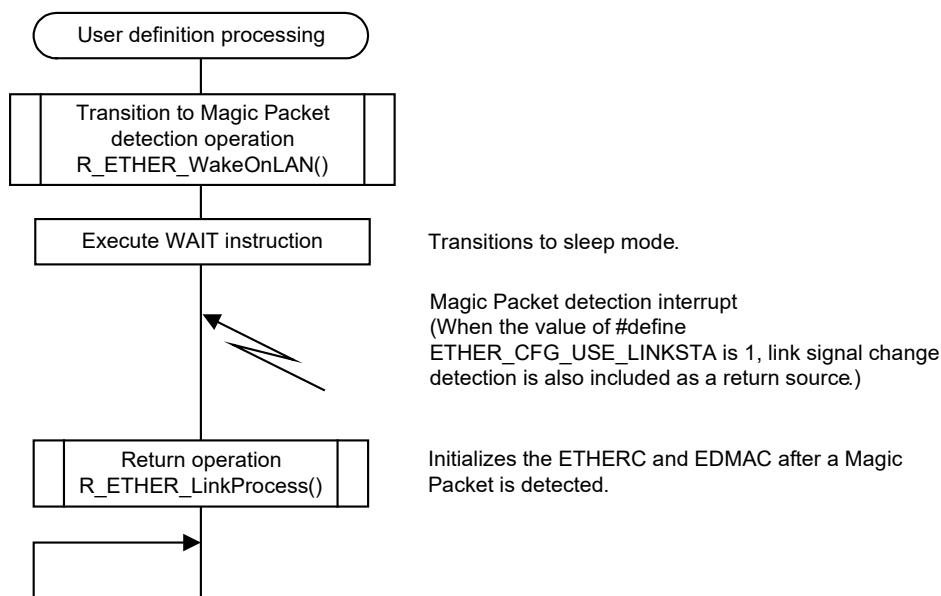 User definition processing
Transition to Magic Packet
detection operation
R_ETHER_WakeOnLAN()
Execute WAIT instruction
Transitions to sleep mode.
Magic Packet detection interrupt
(When the value of #define
ETHER_CFG_USE_LINKSTA is 1, link signal change
detection is also included as a return source.)
Return operation
R_ETHER_LinkProcess()
Initializes the ETHERC and EDMAC after a Magic
Packet is detected.